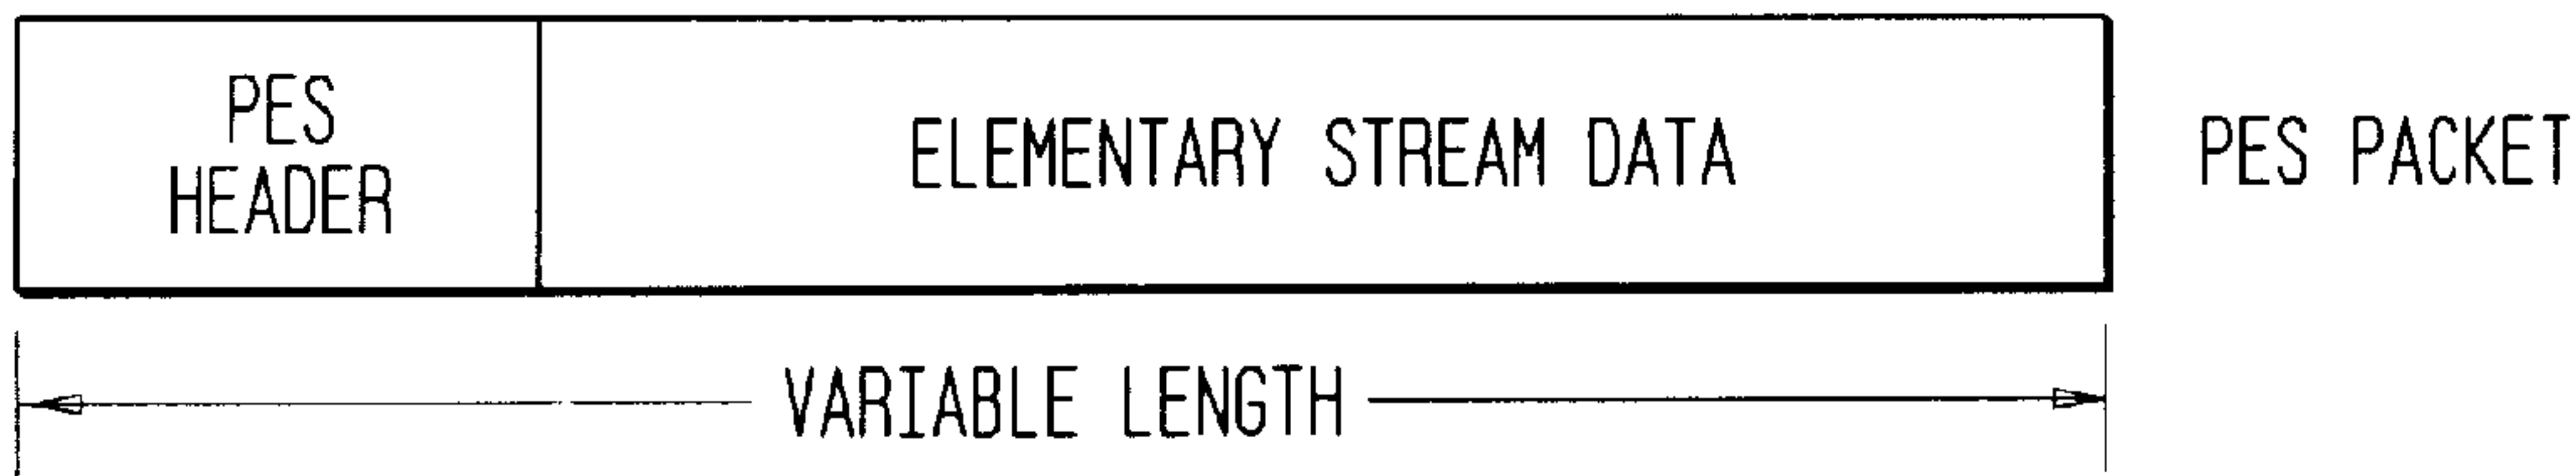 PES
HEADER
ELEMENTARY STREAM DATA
PES PACKET
VARIABLE LENGTH